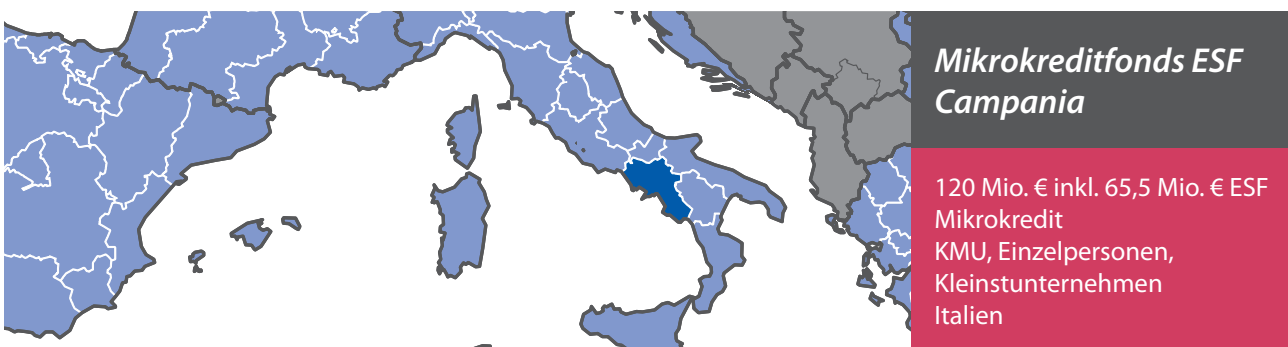 Mikrokreditfonds ESF
Campania
120 Mio. € inkl. 65,5 Mio. € ESF
Mikrokredit
KMU, Einzelpersonen,
Kleinstunternehmen
Italien